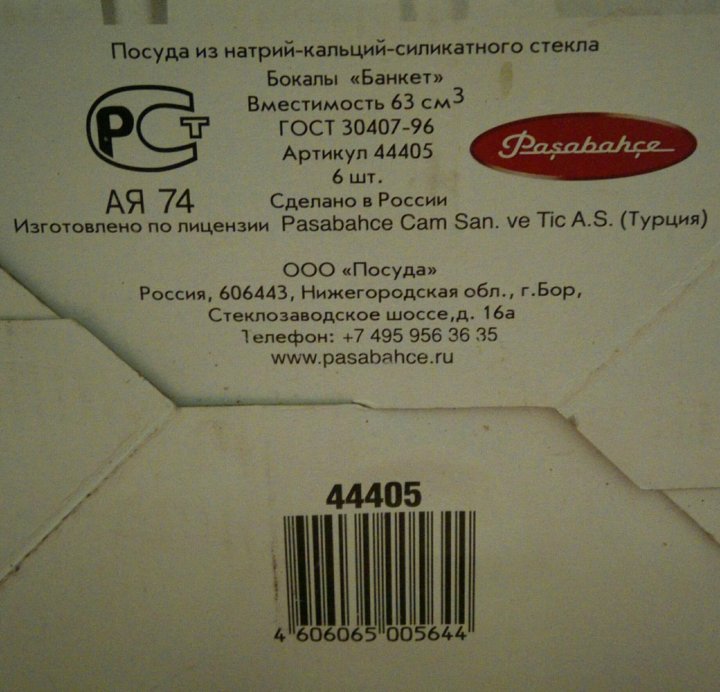 Посуда из натрий-кальций-силикатного стекла
Бокалы «Банкет»
Вместимость 63 см3
ГОСТ 30407-96
Артикул 44405
6 шт.
Сделано в России
РСТ
АЯ 74
Paşabahçe
Изготовлено по лицензии Pasabahce Cam San. ve Tic A.S. (Турция)
ООО «Посуда»
Россия, 606443, Нижегородская обл., г.Бор,
Стеклозаводское шоссе,д. 16а
Телефон: +7 495 956 36 35
www.pasabahce.ru
44405
4 606065 005644